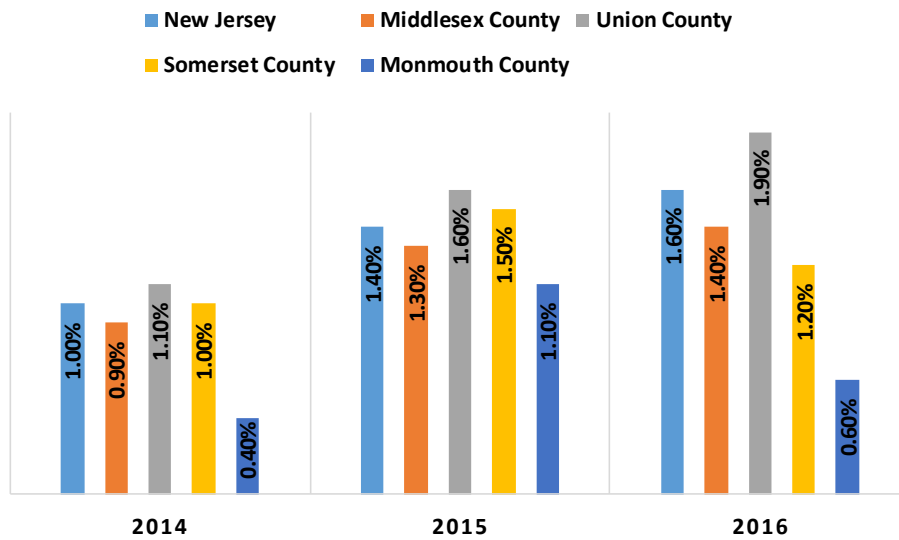 New Jersey Middlesex County Union County
Somerset County Monmouth County
1.00% 0.90% 1.10% 1.00% 0.40%
1.40% 1.30% 1.60% 1.50% 1.10%
1.60% 1.40% 1.90% 1.20% 0.60%
2014 2015 2016